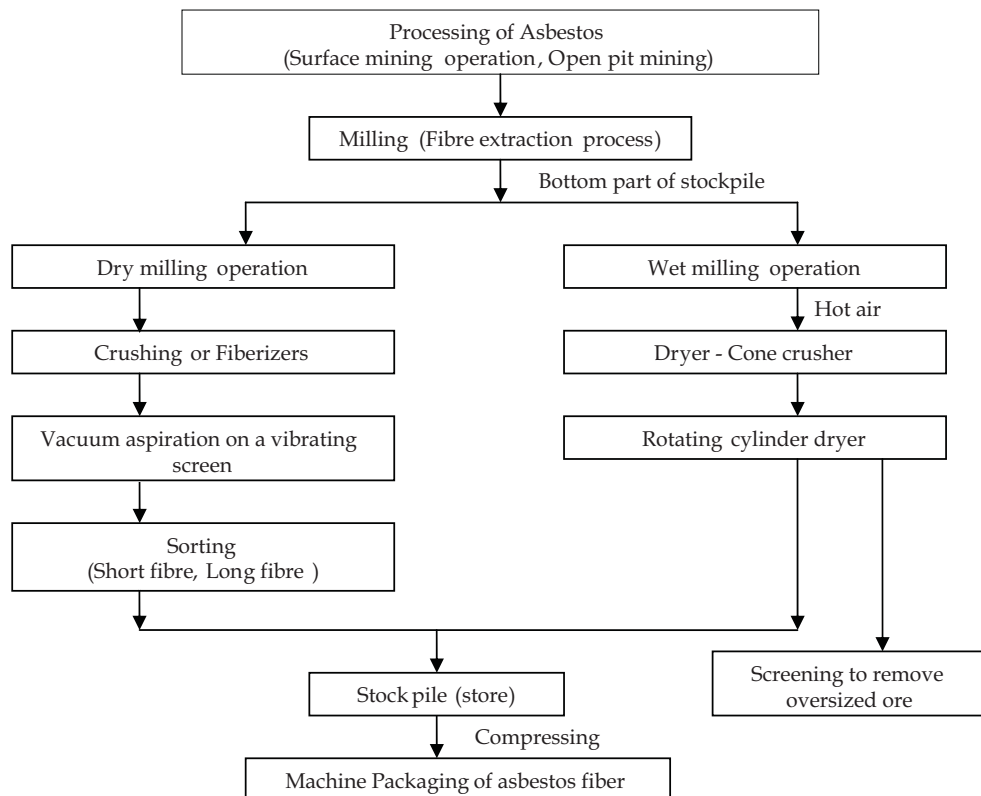 Processing of Asbestos
(Surface mining operation, Open pit mining)
Milling (Fibre extraction process)
Bottom part of stockpile
Dry milling operation
Wet milling operation
Hot air
Crushing or Fiberizers
Dryer - Cone crusher
Vacuum aspiration on a vibrating
screen
Rotating cylinder dryer
Sorting
(Short fibre, Long fibre )
Stock pile (store)
Screening to remove
oversized ore
Compressing
Machine Packaging of asbestos fiber